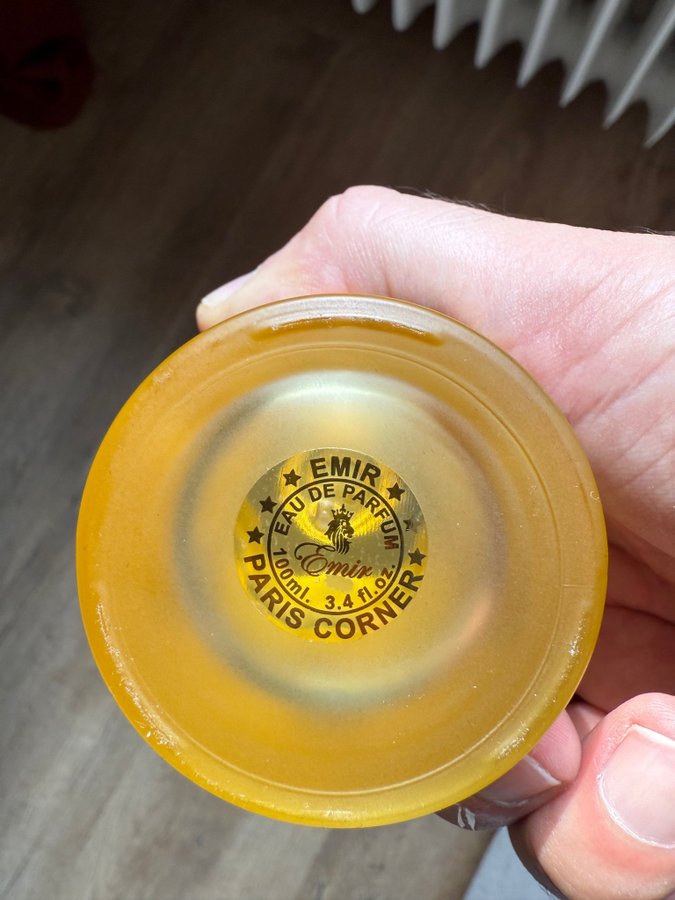 EMIR
EAU DE PARFUM
Emir
100ml. 3.4 fl.oz.
PARIS CORNER